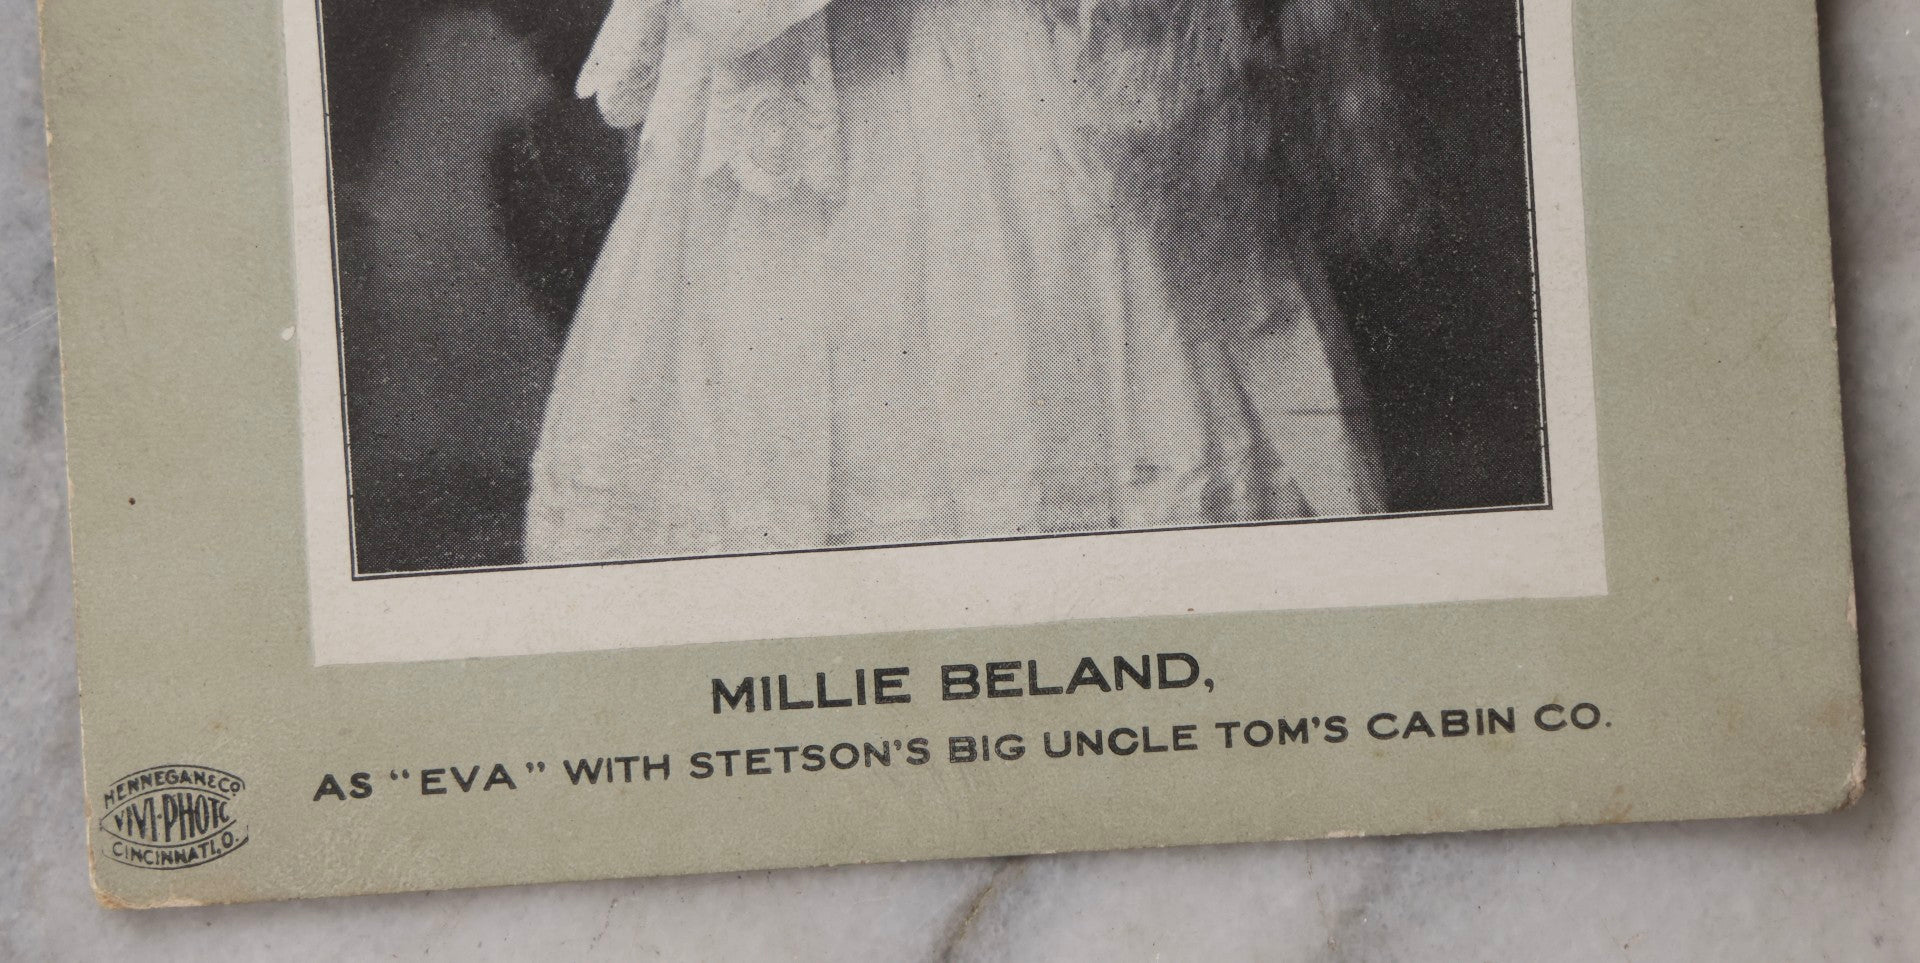 MILLIE BELAND,
AS "EVA" WITH STETSON'S BIG UNCLE TOM'S CABIN CO.
HENNEGAN & CO
VIVI-PHOTO
CINCINNATI, O.